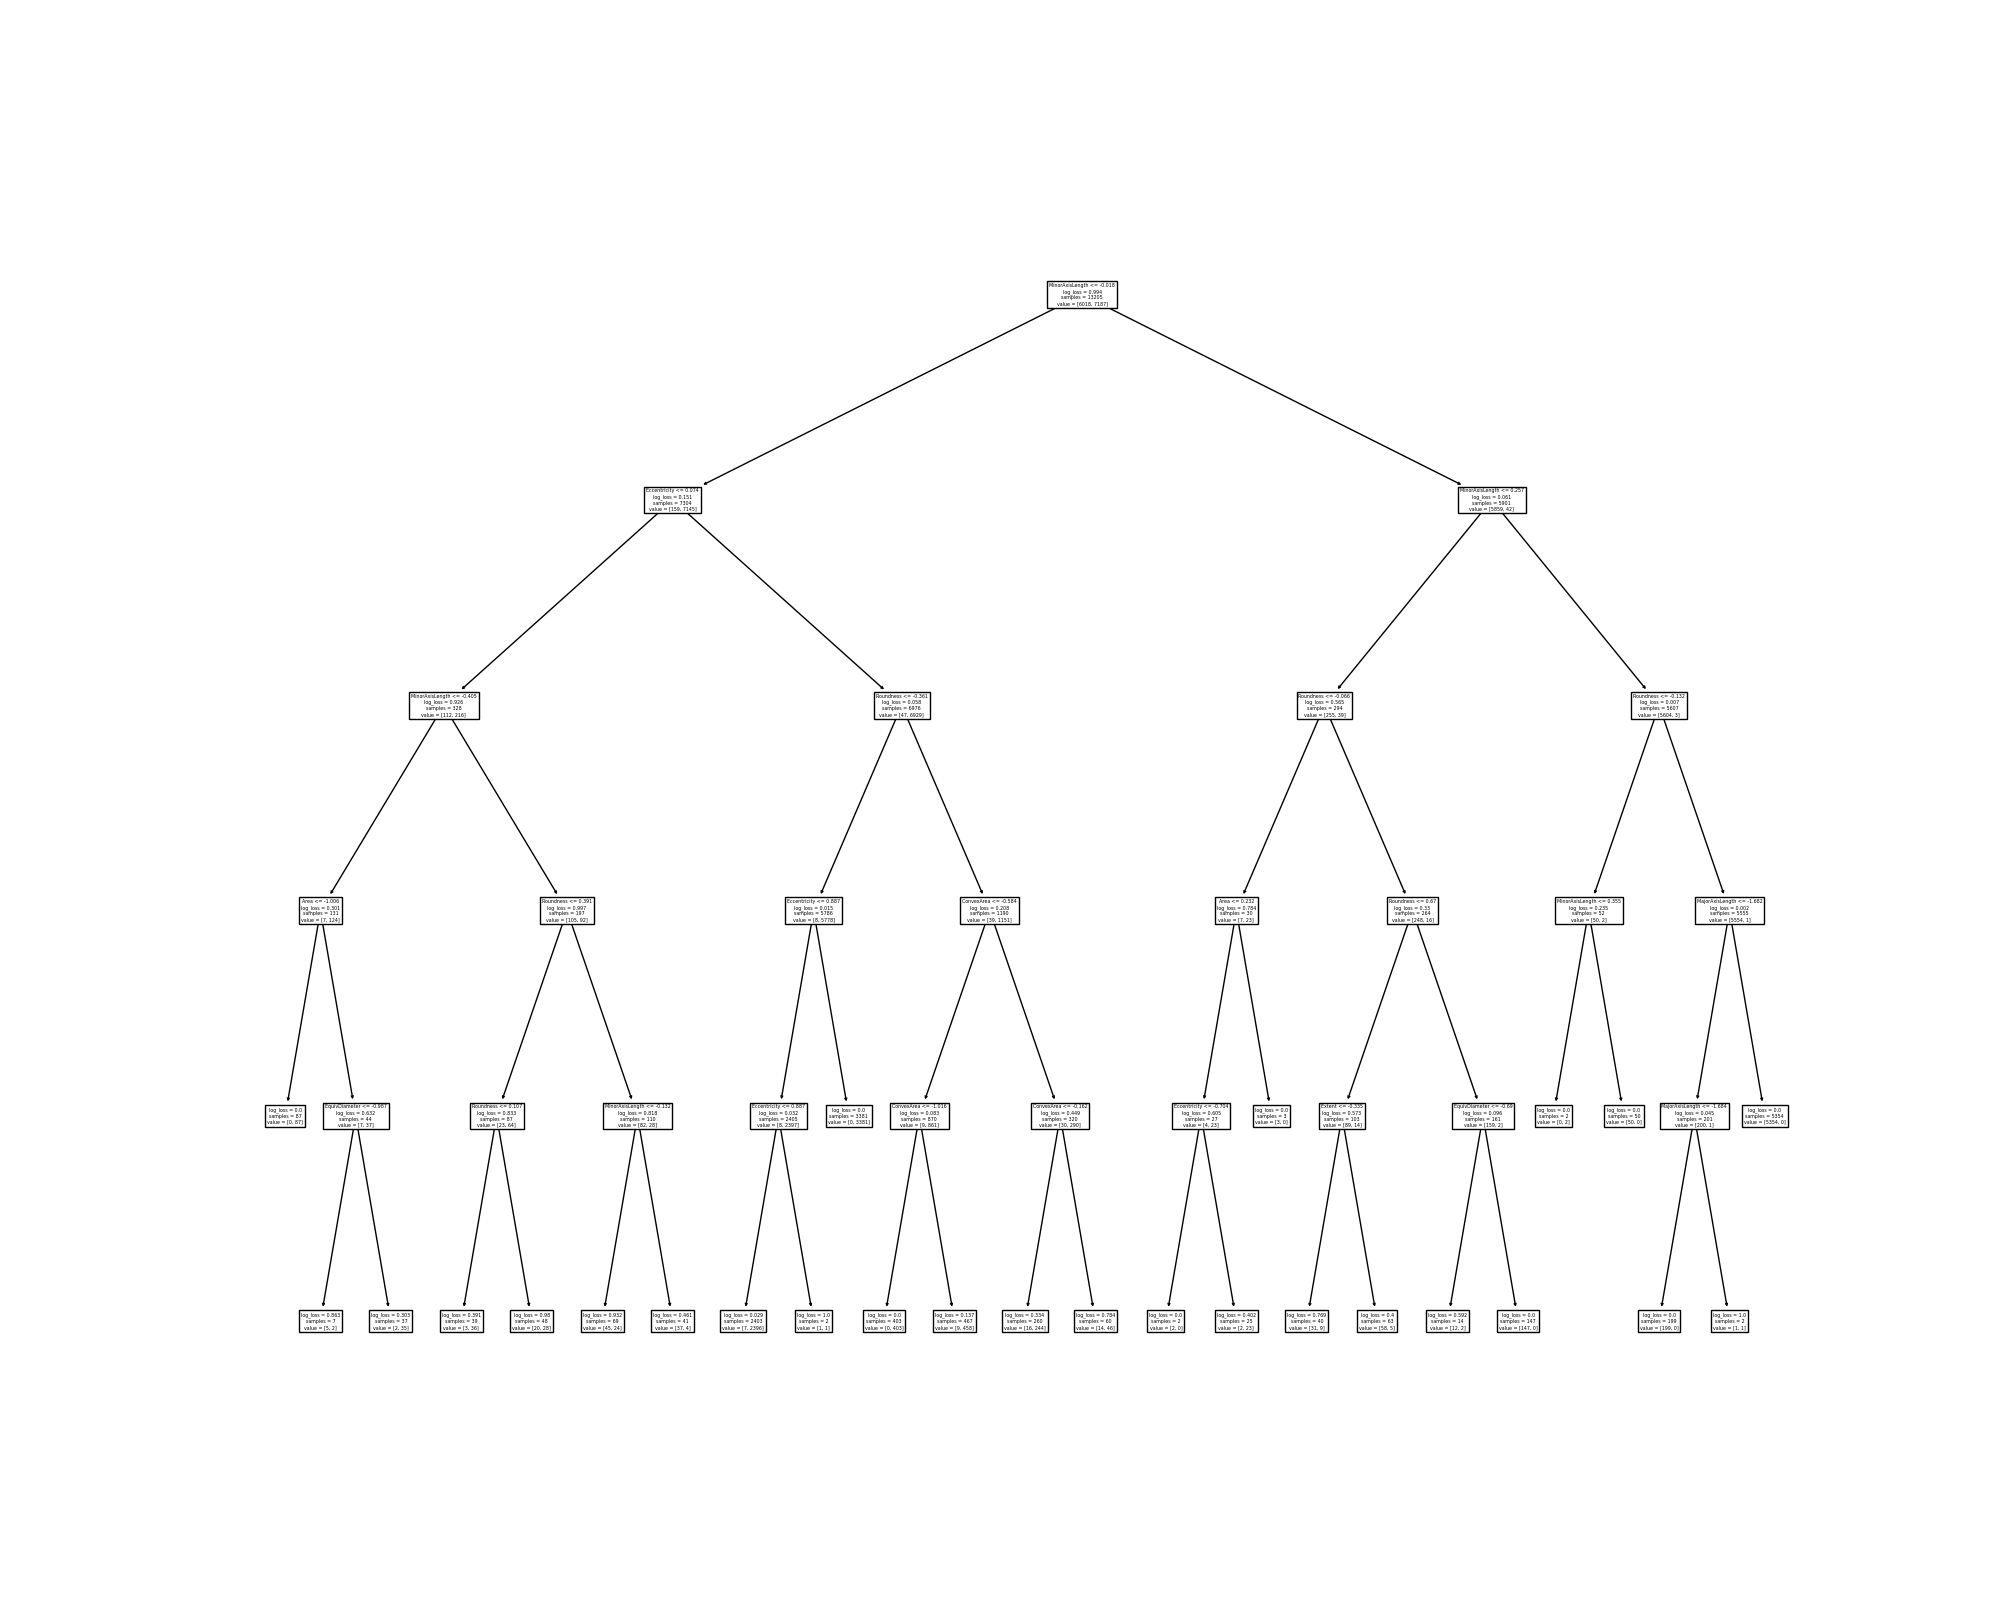 MinorAxisLength <= -0.018
log_loss = 0.994
samples = 13205
value = [6018, 7187]
Eccentricity <= 0.074
log_loss = 0.151
samples = 7304
value = [159, 7145]
MinorAxisLength <= 0.257
log_loss = 0.061
samples = 5901
value = [5859, 42]
MinorAxisLength <= -0.405
log_loss = 0.926
samples = 328
value = [112, 216]
Roundness <= -0.361
log_loss = 0.058
samples = 6976
value = [47, 6929]
Roundness <= -0.066
log_loss = 0.565
samples = 294
value = [255, 39]
Roundness <= -0.132
log_loss = 0.007
samples = 5607
value = [5604, 3]
Area <= -1.006
log_loss = 0.301
samples = 131
value = [7, 124]
Roundness <= 0.391
log_loss = 0.997
samples = 197
value = [105, 92]
Eccentricity <= 0.887
log_loss = 0.015
samples = 5786
value = [8, 5778]
ConvexArea <= -0.584
log_loss = 0.208
samples = 1190
value = [39, 1151]
Area <= 0.232
log_loss = 0.784
samples = 30
value = [7, 23]
Roundness <= 0.67
log_loss = 0.33
samples = 264
value = [248, 16]
MinorAxisLength <= 0.355
log_loss = 0.235
samples = 52
value = [50, 2]
MajorAxisLength <= -1.682
log_loss = 0.002
samples = 5555
value = [5554, 1]
log_loss = 0.0
samples = 87
value = [0, 87]
EquivDiameter <= -0.987
log_loss = 0.632
samples = 44
value = [7, 37]
Roundness <= 0.107
log_loss = 0.833
samples = 87
value = [23, 64]
MinorAxisLength <= -0.132
log_loss = 0.818
samples = 110
value = [82, 28]
Eccentricity <= 0.887
log_loss = 0.032
samples = 2405
value = [8, 2397]
log_loss = 0.0
samples = 3381
value = [0, 3381]
ConvexArea <= -1.016
log_loss = 0.083
samples = 870
value = [9, 861]
ConvexArea <= -0.162
log_loss = 0.449
samples = 320
value = [30, 290]
Eccentricity <= -0.704
log_loss = 0.605
samples = 27
value = [4, 23]
log_loss = 0.0
samples = 3
value = [3, 0]
Extent <= -0.335
log_loss = 0.573
samples = 103
value = [89, 14]
EquivDiameter <= -0.69
log_loss = 0.096
samples = 161
value = [159, 2]
log_loss = 0.0
samples = 2
value = [0, 2]
log_loss = 0.0
samples = 50
value = [50, 0]
MajorAxisLength <= -1.684
log_loss = 0.045
samples = 201
value = [200, 1]
log_loss = 0.0
samples = 5354
value = [5354, 0]
log_loss = 0.863
samples = 7
value = [5, 2]
log_loss = 0.303
samples = 37
value = [2, 35]
log_loss = 0.391
samples = 39
value = [3, 36]
log_loss = 0.98
samples = 48
value = [20, 28]
log_loss = 0.932
samples = 69
value = [45, 24]
log_loss = 0.461
samples = 41
value = [37, 4]
log_loss = 0.029
samples = 2403
value = [7, 2396]
log_loss = 1.0
samples = 2
value = [1, 1]
log_loss = 0.0
samples = 403
value = [0, 403]
log_loss = 0.137
samples = 467
value = [9, 458]
log_loss = 0.334
samples = 260
value = [16, 244]
log_loss = 0.784
samples = 60
value = [14, 46]
log_loss = 0.0
samples = 2
value = [2, 0]
log_loss = 0.402
samples = 25
value = [2, 23]
log_loss = 0.769
samples = 40
value = [31, 9]
log_loss = 0.4
samples = 63
value = [58, 5]
log_loss = 0.592
samples = 14
value = [12, 2]
log_loss = 0.0
samples = 147
value = [147, 0]
log_loss = 0.0
samples = 199
value = [199, 0]
log_loss = 1.0
samples = 2
value = [1, 1]